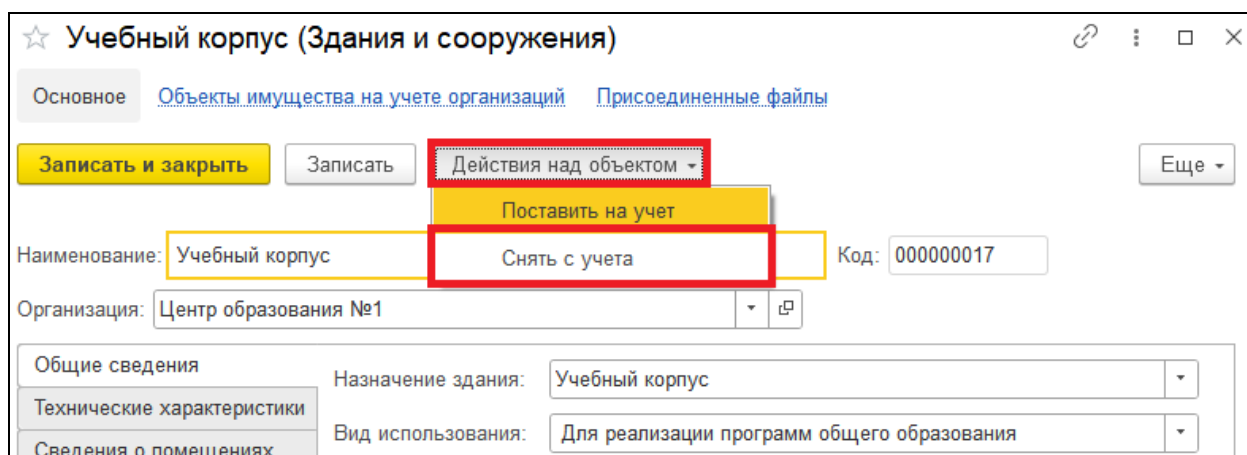 Учебный корпус (Здания и сооружения)
Основное Объекты имущества на учете организаций Присоединенные файлы
Записать и закрыть Записать Действия над объектом Еще
Поставить на учет
Снять с учета
Наименование: Учебный корпус Код: 000000017
Организация: Центр образования №1
Общие сведения
Назначение здания: Учебный корпус
Технические характеристики
Вид использования: Для реализации программ общего образования
Сведения о помещениях